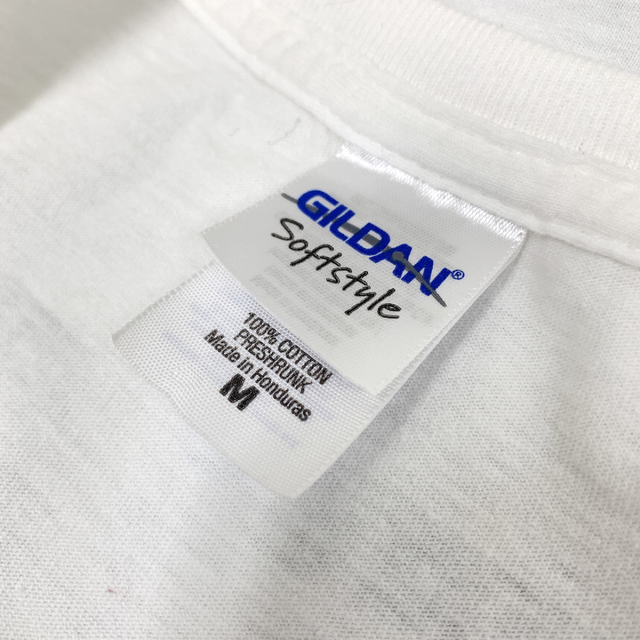 GILDAN®
Softstyle
100% COTTON
PRESHRUNK
Made in Honduras
M